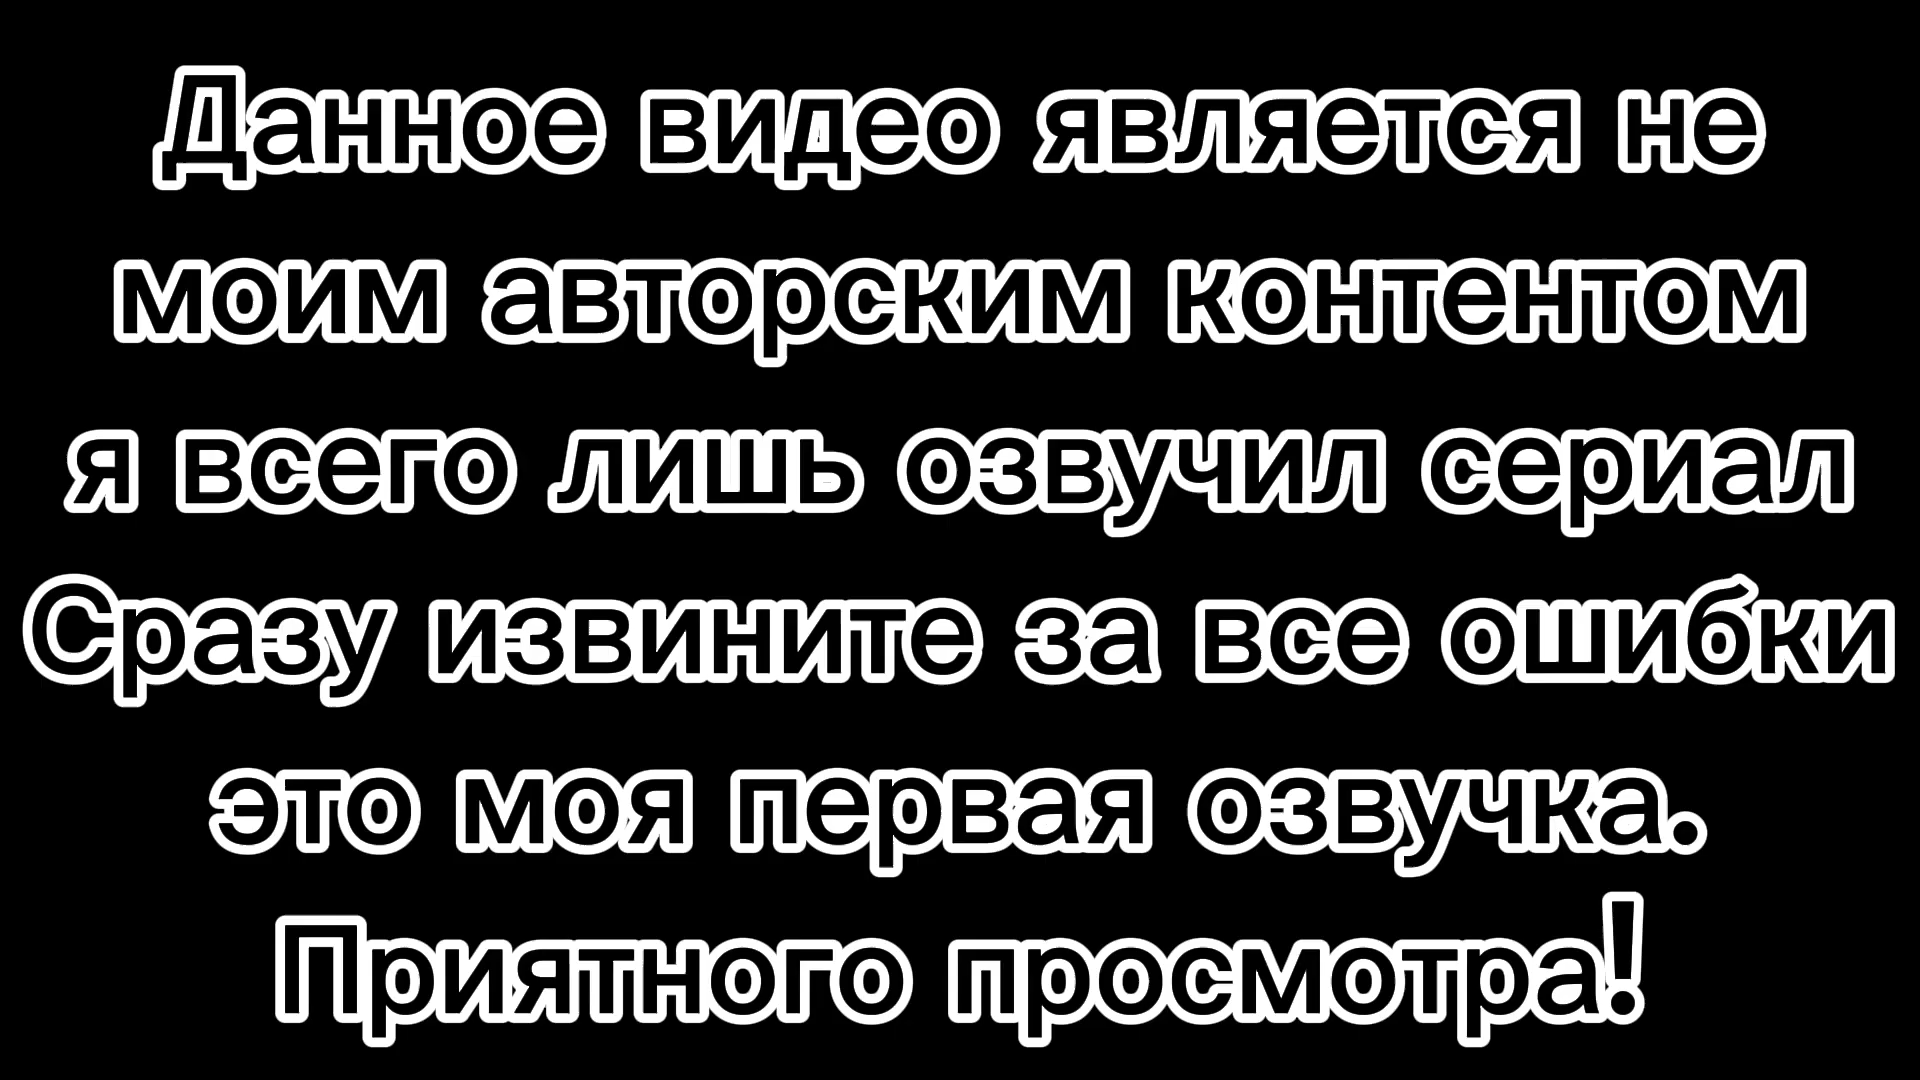 Данное видео является не
моим авторским контентом
я всего лишь озвучил сериал
Сразу извините за все ошибки
это моя первая озвучка.
Приятного просмотра!